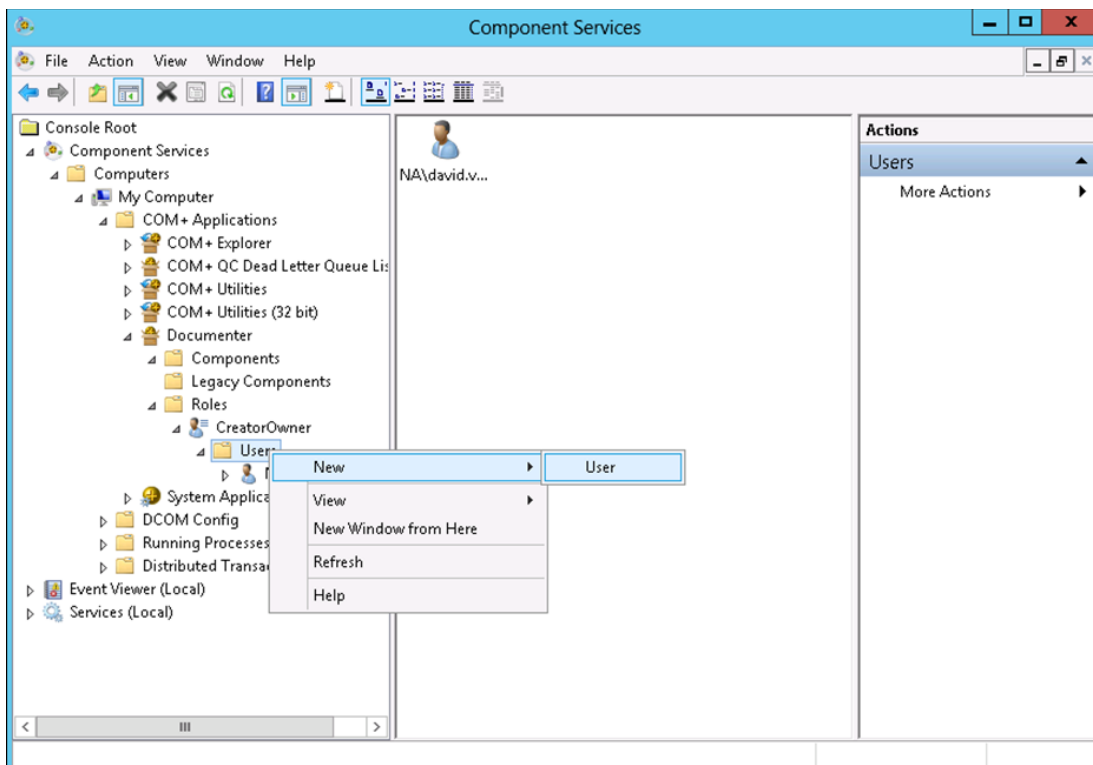 Component Services
File Action View Window Help
Console Root
Component Services
Computers
My Computer
COM+ Applications
COM+ Explorer
COM+ QC Dead Letter Queue Lis
COM+ Utilities
COM+ Utilities (32 bit)
Documenter
Components
Legacy Components
Roles
CreatorOwner
Users
System Applica
DCOM Config
Running Processes
Distributed Transa
Event Viewer (Local)
Services (Local)
NA\david.v...
New
View
New Window from Here
Refresh
Help
User
Actions
Users
More Actions